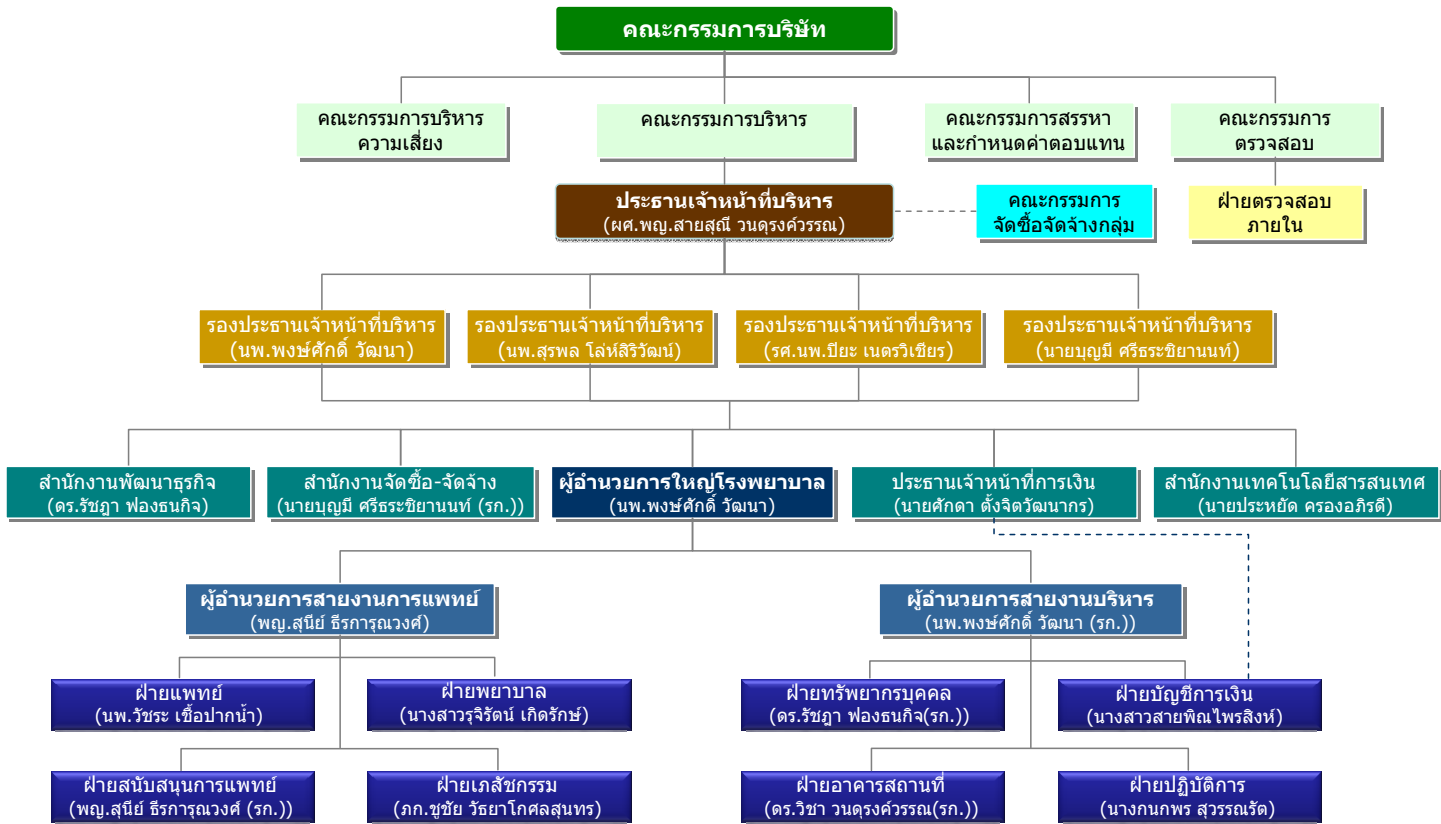 คณะกรรมการบริษัท
คณะกรรมการบริหาร
ความเสี่ยง
คณะกรรมการบริหาร
คณะกรรมการสรรหา
และกำหนดค่าตอบแทน
คณะกรรมการ
ตรวจสอบ
ประธานเจ้าหน้าที่บริหาร
(ผศ.พญ.สายสุณี วนดุรงค์วรรณ)
คณะกรรมการ
จัดซื้อจัดจ้างกลุ่ม
ฝ่ายตรวจสอบ
ภายใน
รองประธานเจ้าหน้าที่บริหาร
(นพ.พงษ์ศักดิ์ วัฒนา)
รองประธานเจ้าหน้าที่บริหาร
(นพ.สุรพล โล่ห์สิริวัฒน์)
รองประธานเจ้าหน้าที่บริหาร
(รศ.นพ.ปิยะ เนตรวิเชียร)
รองประธานเจ้าหน้าที่บริหาร
(นายบุญมี ศรีธระชิยานนท์)
สำนักงานพัฒนาธุรกิจ
(ดร.รัชฎา ฟองธนกิจ)
สำนักงานจัดซื้อ-จัดจ้าง
(นายบุญมี ศรีธระชิยานนท์ (รก.))
ผู้อำนวยการใหญ่โรงพยาบาล
(นพ.พงษ์ศักดิ์ วัฒนา)
ประธานเจ้าหน้าที่การเงิน
(นายศักดา ตั้งจิตวัฒนากร)
สำนักงานเทคโนโลยีสารสนเทศ
(นายประหยัด ครองอภิรดี)
ผู้อำนวยการสายงานการแพทย์
(พญ.สุนีย์ ธีรการุณวงศ์)
ผู้อำนวยการสายงานบริหาร
(นพ.พงษ์ศักดิ์ วัฒนา (รก.))
ฝ่ายแพทย์
(นพ.วัชระ เชื้อปากน้ำ)
ฝ่ายพยาบาล
(นางสาวรุจิรัตน์ เกิดรักษ์)
ฝ่ายทรัพยากรบุคคล
(ดร.รัชฎา ฟองธนกิจ(รก.))
ฝ่ายบัญชีการเงิน
(นางสาวสายพิณไพรสิงห์)
ฝ่ายสนับสนุนการแพทย์
(พญ.สุนีย์ ธีรการุณวงศ์ (รก.))
ฝ่ายเภสัชกรรม
(ภก.ชูชัย วัธยาโกศลสุนทร)
ฝ่ายอาคารสถานที่
(ดร.วิชา วนดุรงค์วรรณ(รก.))
ฝ่ายปฏิบัติการ
(นางกนกพร สุวรรณรัต)